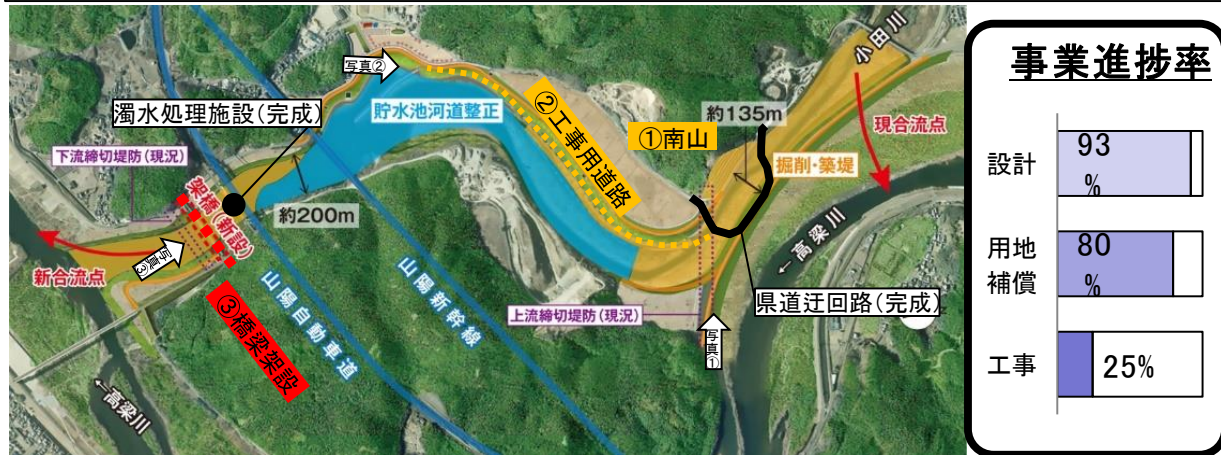 写真②
濁水処理施設(完成)
貯水池河道整正
②工事用道路
①南山
約135m
小田川
現合流点
掘削・築堤
下流締切堤防(現況)
架橋(新設)
約200m
←高梁川
新合流点
写真③
③橋梁架設
山陽自動車道
山陽新幹線
上流締切堤防(現況)
県道迂回路(完成)
写真①
←高梁川
事業進捗率
設計
93
%
用地
補償
80
%
工事
25%